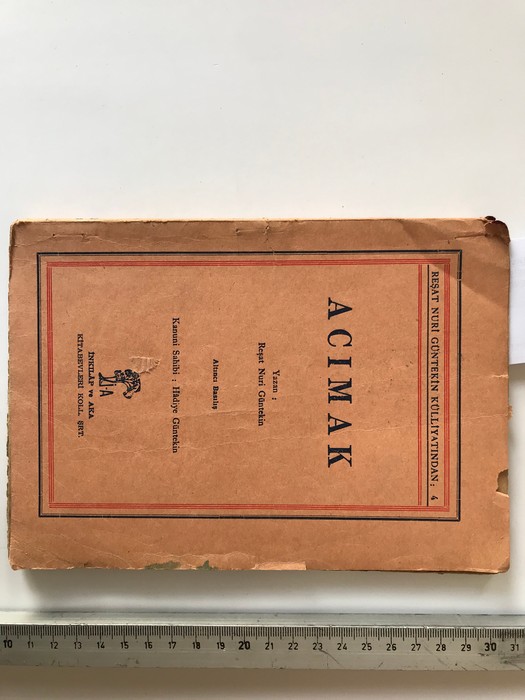 REŞAT NURİ GÜNTEKİN KÜLLİYATINDAN: 4
ACIMAK
Yazan :
Reşat Nuri Güntekin
Altıncı Basılış
Kanuni Sahibi : Hâdiye Güntekin
İ-A
İNKILÂP ve AKA
KİTABEVLERİ KOLL. ŞRT.
10 11 12 13 14 15 16 17 18 19 20 21 22 23 24 25 26 27 28 29 30 31